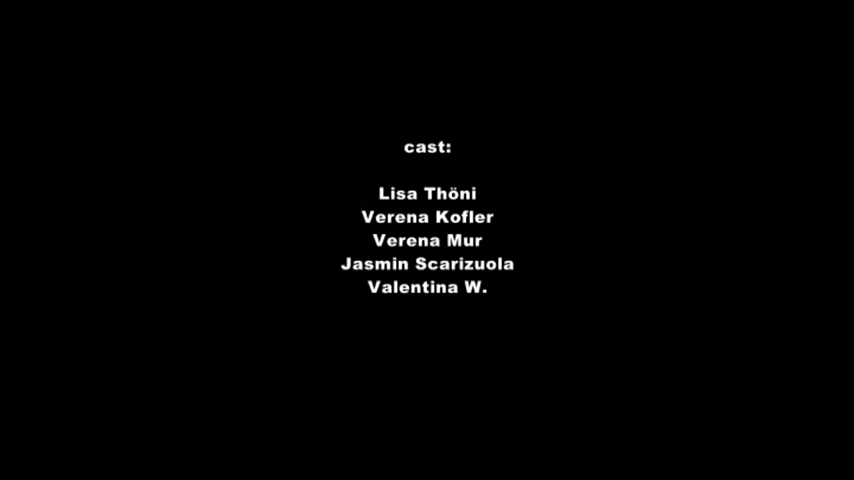 cast:
Lisa Thöni
Verena Kofler
Verena Mur
Jasmin Scarizuola
Valentina W.